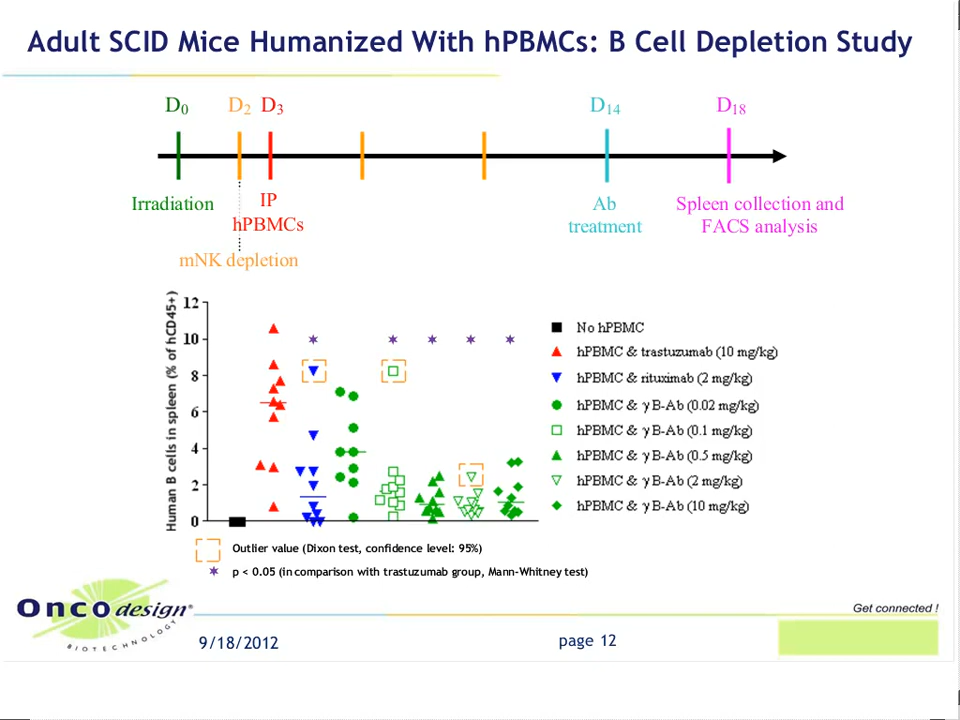 Adult SCID Mice Humanized With hPBMCs: B Cell Depletion Study
D0 D2 D3 D14 D18
Irradiation
IP
hPBMCs
mNK depletion
Ab
treatment
Spleen collection and
FACS analysis
Human B cells in spleen (% of hCD45+)
12
10
8
6
4
2
0
No hPBMC
hPBMC & trastuzumab (10 mg/kg)
hPBMC & rituximab (2 mg/kg)
hPBMC & γ B-Ab (0.02 mg/kg)
hPBMC & γ B-Ab (0.1 mg/kg)
hPBMC & γ B-Ab (0.5 mg/kg)
hPBMC & γ B-Ab (2 mg/kg)
hPBMC & γ B-Ab (10 mg/kg)
Outlier value (Dixon test, confidence level: 95%)
p < 0.05 (in comparison with trastuzumab group, Mann-Whitney test)
Oncodesign®
BIOTECHNOLOGY
Get connected !
9/18/2012
page 12